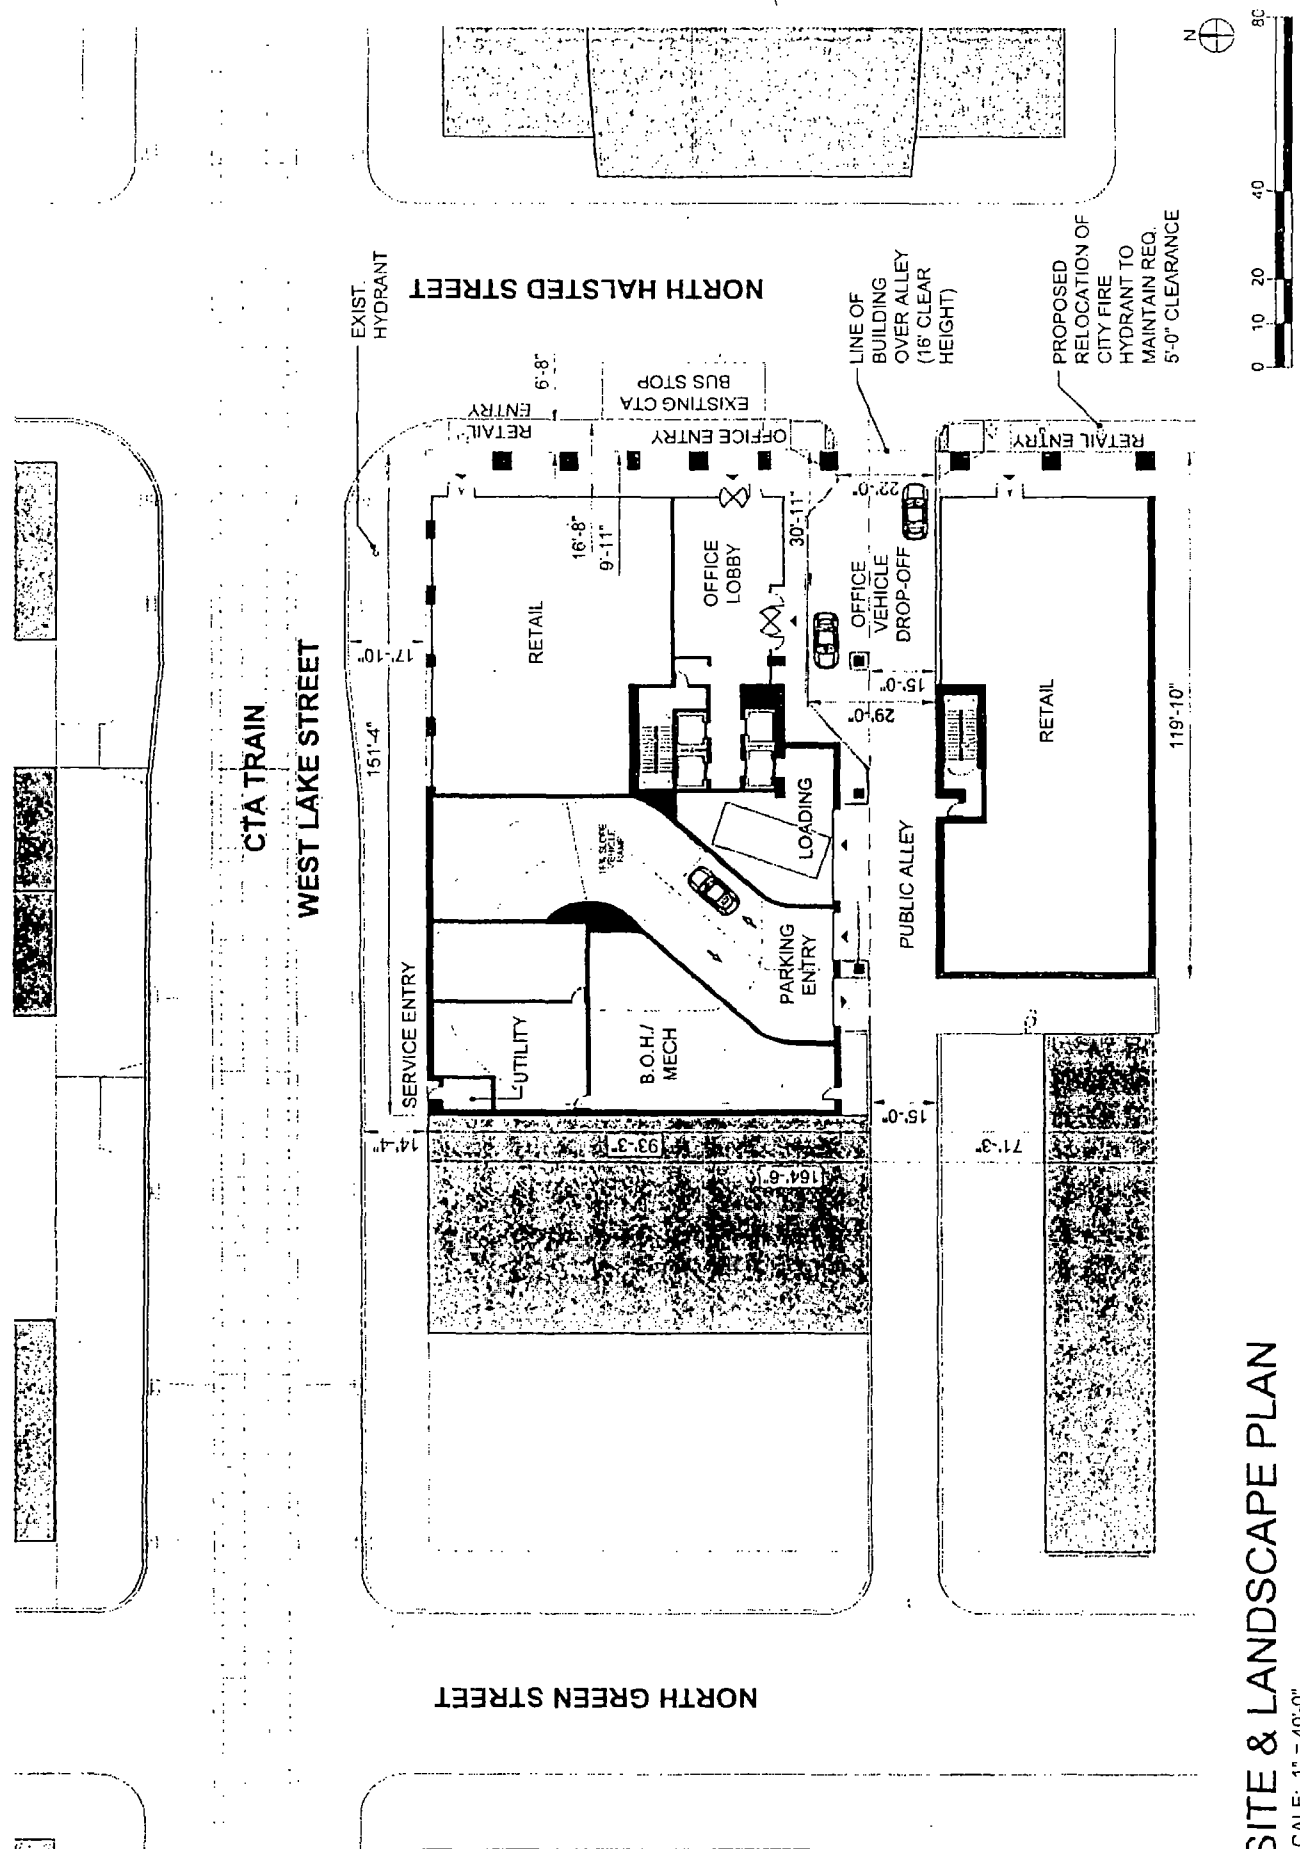 CTA TRAIN
WEST LAKE STREET
NORTH HALSTED STREET
NORTH GREEN STREET
EXIST.
HYDRANT
6'-8"
RETAIL
ENTRY
EXISTING CTA
BUS STOP
OFFICE ENTRY
LINE OF
BUILDING
OVER ALLEY
(16' CLEAR
HEIGHT)
PROPOSED
RELOCATION OF
CITY FIRE
HYDRANT TO
MAINTAIN REQ.
5'-0" CLEARANCE
RETAIL ENTRY
16'-8"
9'-11"
30'-11"
22'-0"
17'-10"
151'-4"
RETAIL
OFFICE
LOBBY
OFFICE
VEHICLE
DROP-OFF
15'-0"
29'-0"
RETAIL
119'-10"
LOADING
PUBLIC ALLEY
PARKING
ENTRY
SERVICE ENTRY
UTILITY
B.O.H./
MECH
14'-4"
93'-3"
164'-6"
15'-0"
71'-3"
N
0 10 20 40 80
SITE & LANDSCAPE PLAN